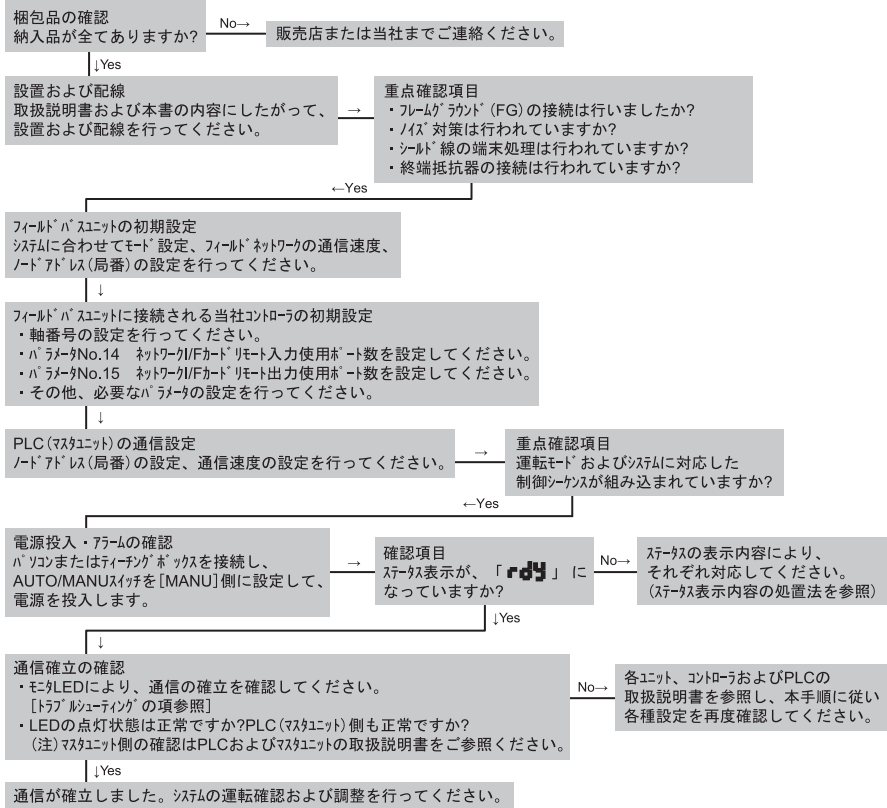 梱包品の確認
納入品が全てありますか?
No→
販売店または当社までご連絡ください。
↓Yes
設置および配線
取扱説明書および本書の内容にしたがって、
設置および配線を行ってください。
→
重点確認項目
・ﾌﾚｰﾑｸﾞﾗｳﾝﾄﾞ(FG)の接続は行いましたか?
・ﾉｲｽﾞ対策は行われていますか?
・ｼｰﾙﾄﾞ線の端末処理は行われていますか?
・終端抵抗器の接続は行われていますか?
←Yes
ﾌｨｰﾙﾄﾞﾊﾞｽﾕﾆｯﾄの初期設定
ｼｽﾃﾑに合わせてﾓｰﾄﾞ設定、ﾌｨｰﾙﾄﾞﾈｯﾄﾜｰｸの通信速度、
ﾉｰﾄﾞｱﾄﾞﾚｽ(局番)の設定を行ってください。
↓
ﾌｨｰﾙﾄﾞﾊﾞｽﾕﾆｯﾄに接続される当社ｺﾝﾄﾛｰﾗの初期設定
・軸番号の設定を行ってください。
・ﾊﾟﾗﾒｰﾀNo.14　ﾈｯﾄﾜｰｸI/Fｶｰﾄﾞﾘﾓｰﾄ入力使用ﾎﾟｰﾄ数を設定してください。
・ﾊﾟﾗﾒｰﾀNo.15　ﾈｯﾄﾜｰｸI/Fｶｰﾄﾞﾘﾓｰﾄ出力使用ﾎﾟｰﾄ数を設定してください。
・その他、必要なﾊﾟﾗﾒｰﾀの設定を行ってください。
↓
PLC(ﾏｽﾀﾕﾆｯﾄ)の通信設定
ﾉｰﾄﾞｱﾄﾞﾚｽ(局番)の設定、通信速度の設定を行ってください。
→
重点確認項目
運転ﾓｰﾄﾞおよびｼｽﾃﾑに対応した
制御ｼｰｹﾝｽが組み込まれていますか?
←Yes
電源投入・ｱﾗｰﾑの確認
ﾊﾟｿｺﾝまたはﾃｨｰﾁﾝｸﾞﾎﾞｯｸｽを接続し、
AUTO/MANUｽｲｯﾁを[MANU]側に設定して、
電源を投入します。
→
確認項目
ｽﾃｰﾀｽ表示が、「rdy」に
なっていますか?
No→
ｽﾃｰﾀｽの表示内容により、
それぞれ対応してください。
(ｽﾃｰﾀｽ表示内容の処置法を参照)
↓Yes
↓
通信確立の確認
・ﾓﾆﾀLEDにより、通信の確立を確認してください。
[ﾄﾗﾌﾞﾙｼｭｰﾃｨﾝｸﾞの項参照]
・LEDの点灯状態は正常ですか?PLC(ﾏｽﾀﾕﾆｯﾄ)側も正常ですか?
(注)ﾏｽﾀﾕﾆｯﾄ側の確認はPLCおよびﾏｽﾀﾕﾆｯﾄの取扱説明書をご参照ください。
No→
各ﾕﾆｯﾄ、ｺﾝﾄﾛｰﾗおよびPLCの
取扱説明書を参照し、本手順に従い
各種設定を再度確認してください。
↓Yes
通信が確立しました。ｼｽﾃﾑの運転確認および調整を行ってください。